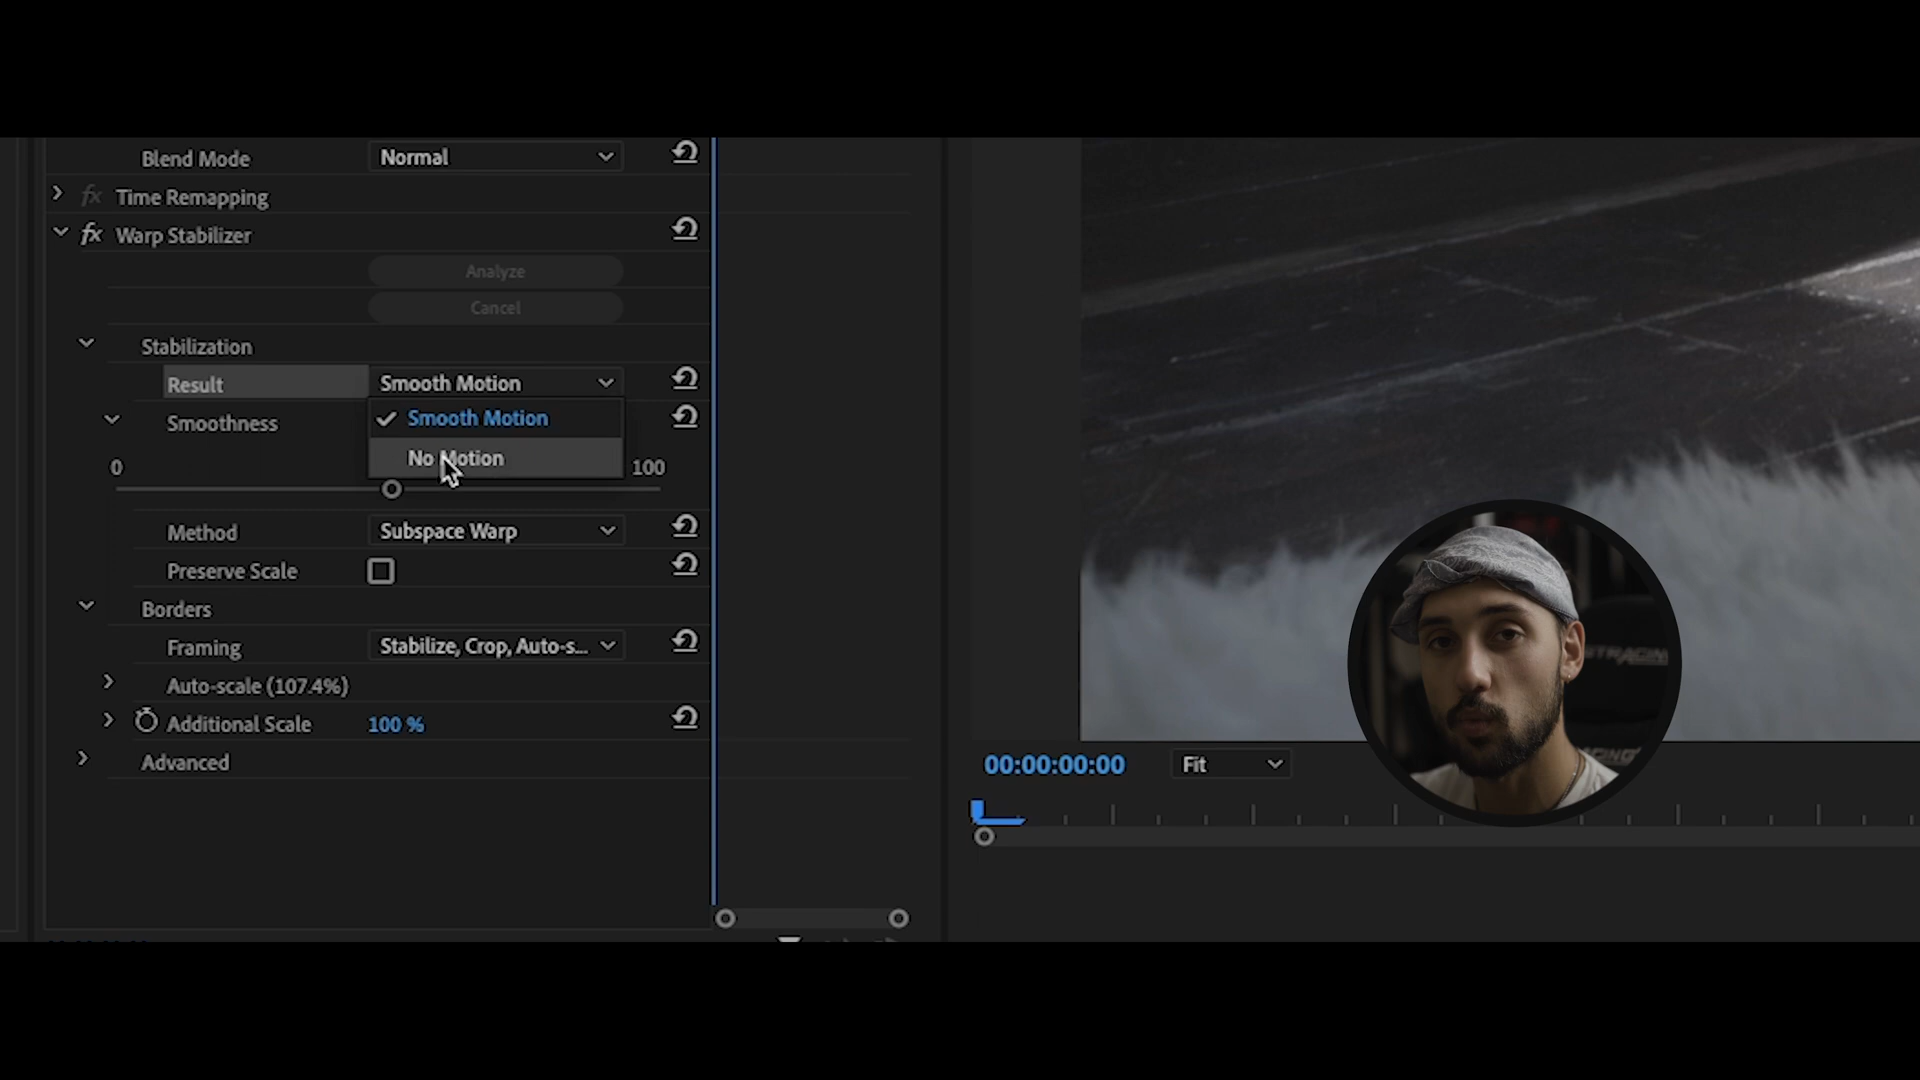 Blend Mode Normal
fx Time Remapping
fx Warp Stabilizer
Analyze
Cancel
Stabilization
Result Smooth Motion
Smooth Motion
Smoothness
No Motion
0 100
Method Subspace Warp
Preserve Scale
Borders
Framing Stabilize, Crop, Auto-s...
Auto-scale (107.4%)
Additional Scale 100 %
Advanced
00:00:00:00 Fit